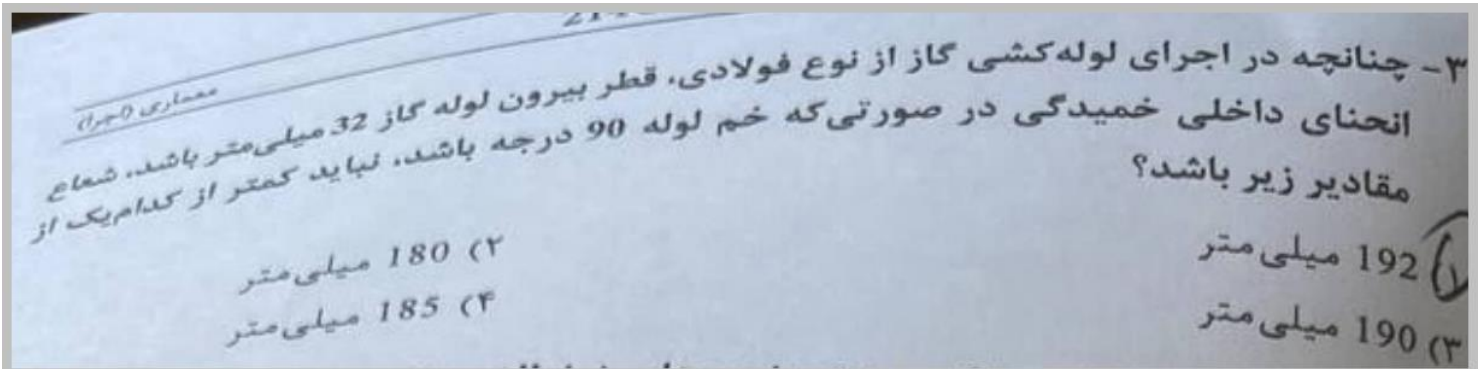 معماری (اجرا)
۳- چنانچه در اجرای لوله‌کشی گاز از نوع فولادی، قطر بیرون لوله گاز 32 میلی‌متر باشد، شعاع
انحنای داخلی خمیدگی در صورتی‌که خم لوله 90 درجه باشد، نباید کمتر از کدام‌یک از
مقادیر زیر باشد؟
۱) 192 میلی‌متر
۲) 180 میلی‌متر
۳) 190 میلی‌متر
۴) 185 میلی‌متر